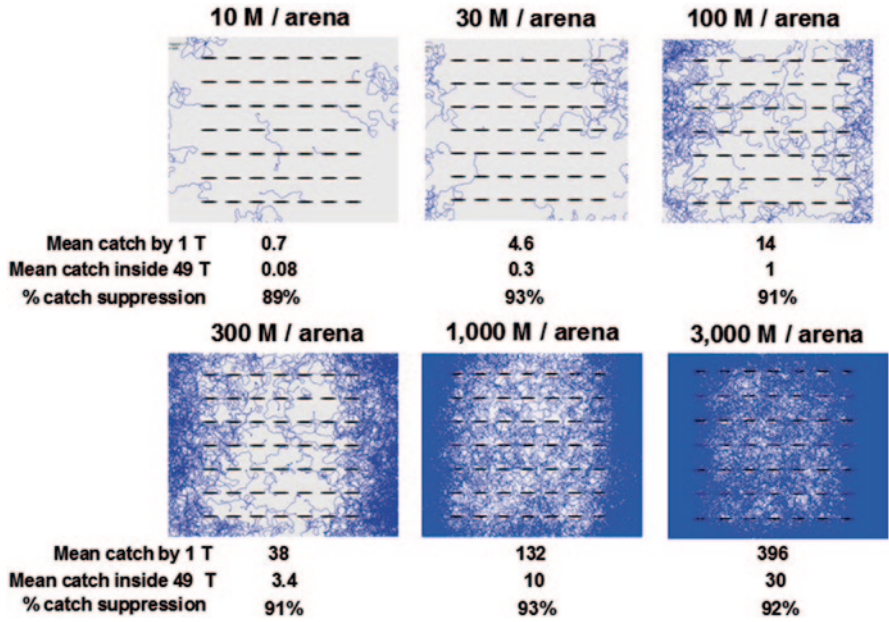 10 M / arena 30 M / arena 100 M / arena
Mean catch by 1 T 0.7 4.6 14
Mean catch inside 49 T 0.08 0.3 1
% catch suppression 89% 93% 91%
300 M / arena 1,000 M / arena 3,000 M / arena
Mean catch by 1 T 38 132 396
Mean catch inside 49 T 3.4 10 30
% catch suppression 91% 93% 92%